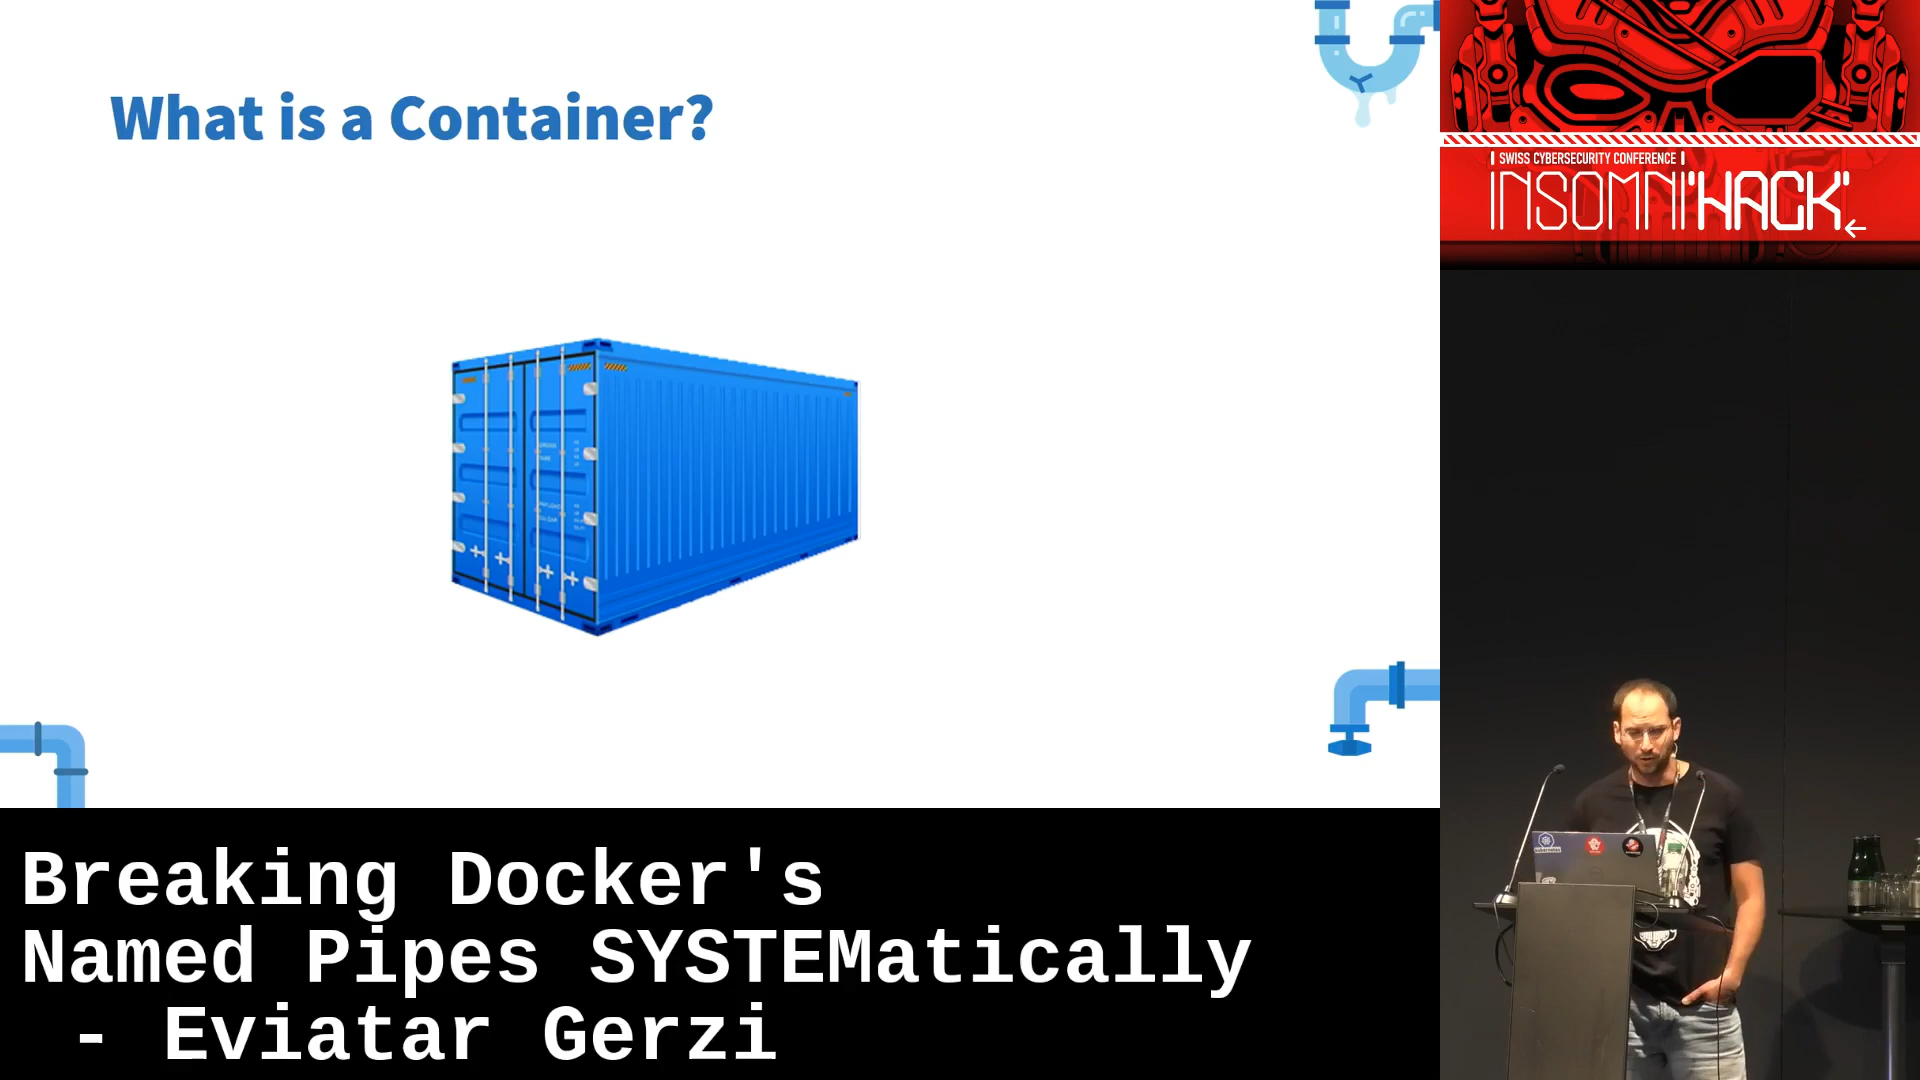 What is a Container?
SWISS CYBERSECURITY CONFERENCE
INSOMNI'HACK
Breaking Docker's
Named Pipes SYSTEMatically
- Eviatar Gerzi